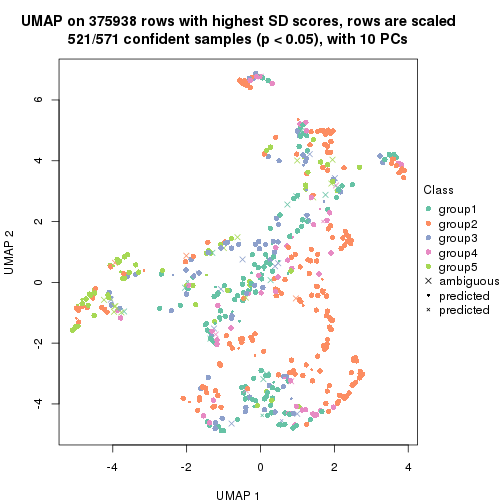 UMAP on 375938 rows with highest SD scores, rows are scaled
521/571 confident samples (p < 0.05), with 10 PCs
UMAP 2
6
4
2
0
-2
-4
-4
-2
0
2
4
UMAP 1
Class
group1
group2
group3
group4
group5
ambiguous
predicted
predicted